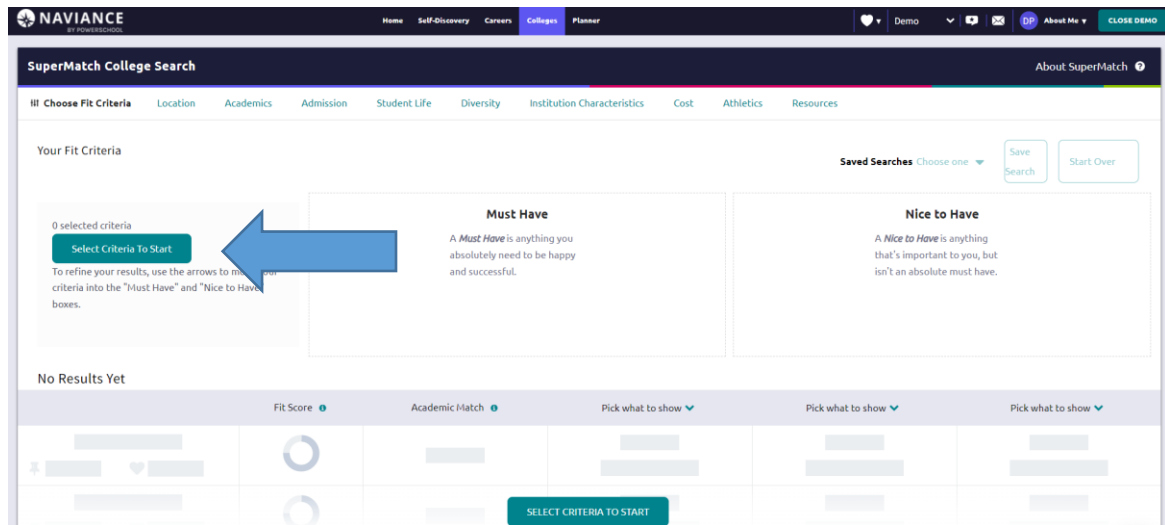 NAVIANCE
BY POWERSCHOOL
Home Self-Discovery Careers Colleges Planner
Demo
DP About Me
CLOSE DEMO
SuperMatch College Search
About SuperMatch
Choose Fit Criteria Location Academics Admission Student Life Diversity Institution Characteristics Cost Athletics Resources
Your Fit Criteria
Saved Searches Choose one
Save
Search
Start Over
0 selected criteria
Select Criteria To Start
To refine your results, use the arrows to
criteria into the "Must Have" and "Nice to Have
boxes.
Must Have
A Must Have is anything you
absolutely need to be happy
and successful.
Nice to Have
A Nice to Have is anything
that's important to you, but
isn't an absolute must have.
No Results Yet
Fit Score Academic Match Pick what to show Pick what to show Pick what to show
SELECT CRITERIA TO START